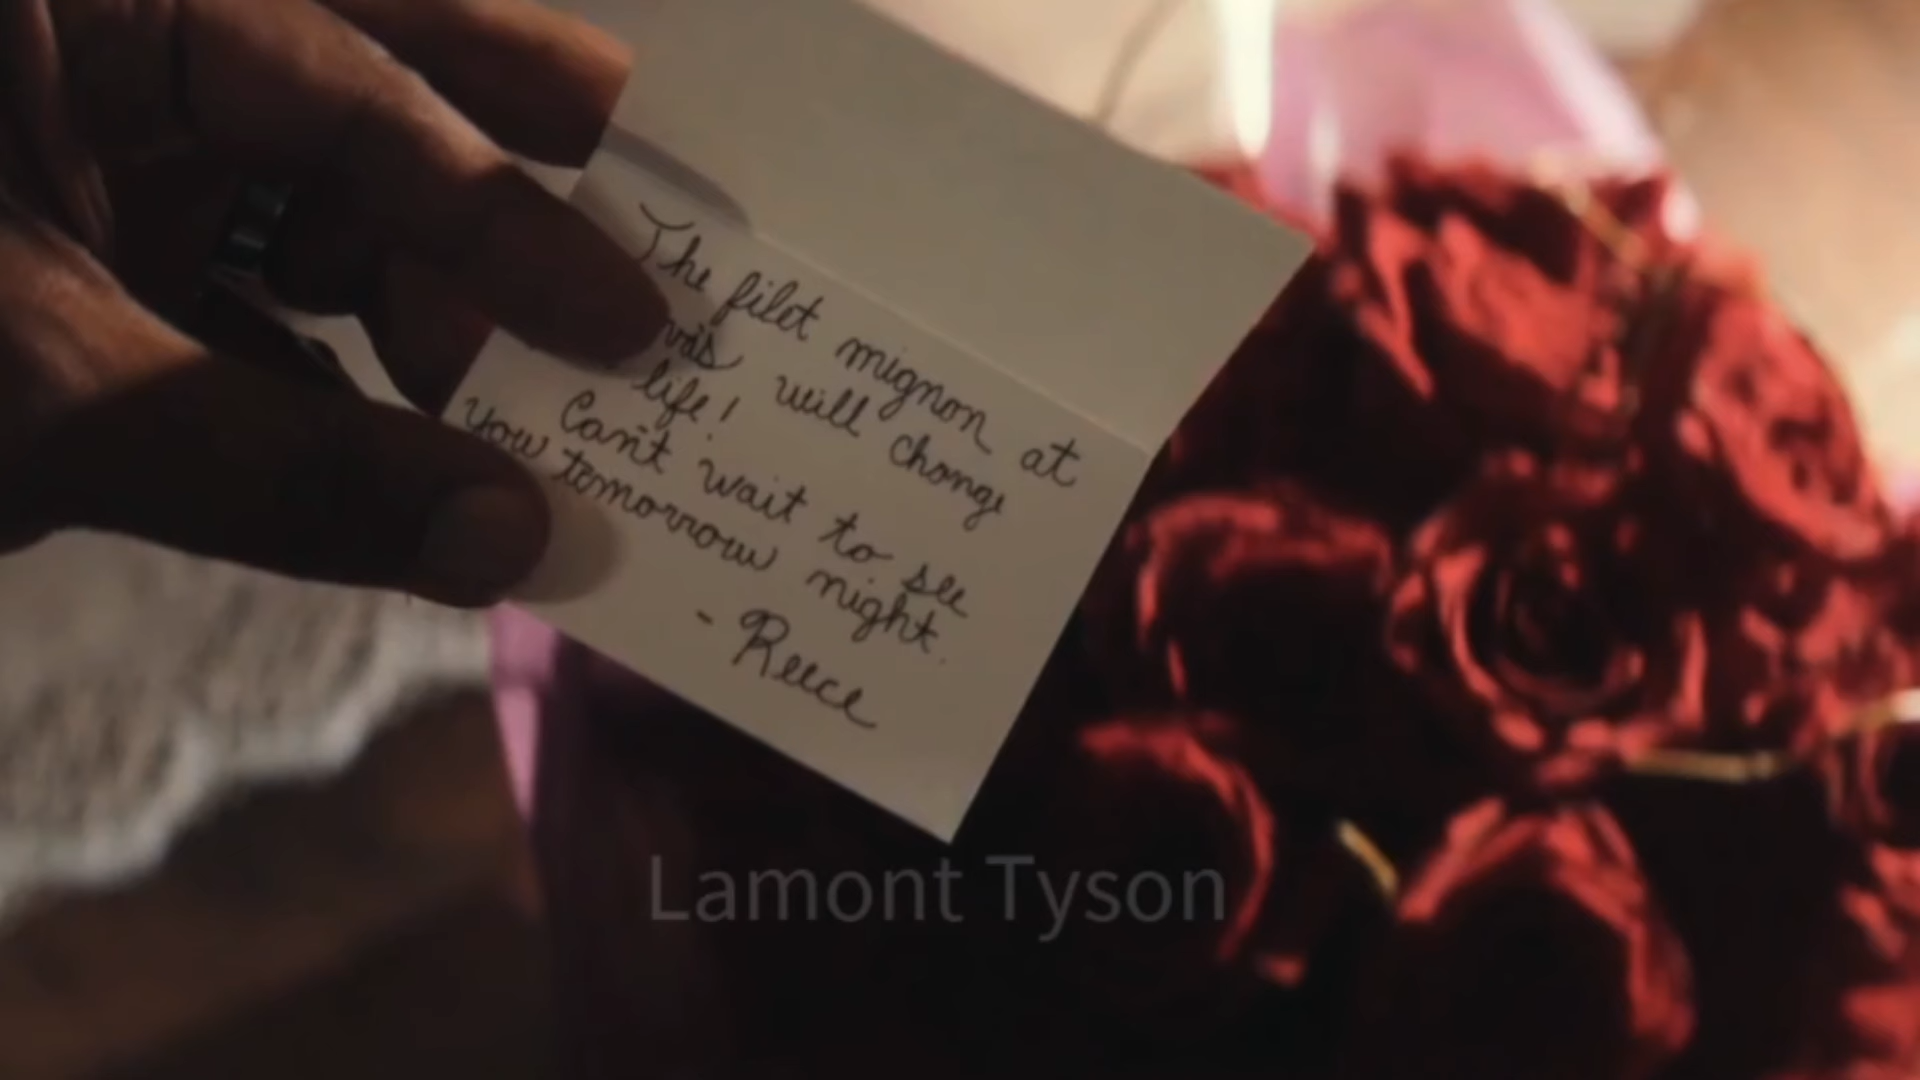 The filet mignon at
will change
life!
Can't wait to see
you tomorrow night.
- Reece
Lamont Tyson